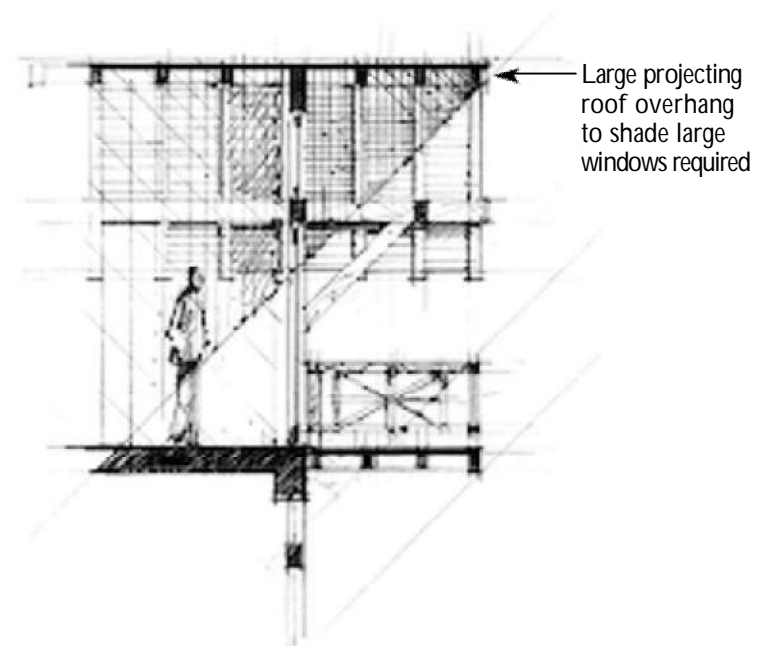 Large projecting
roof overhang
to shade large
windows required